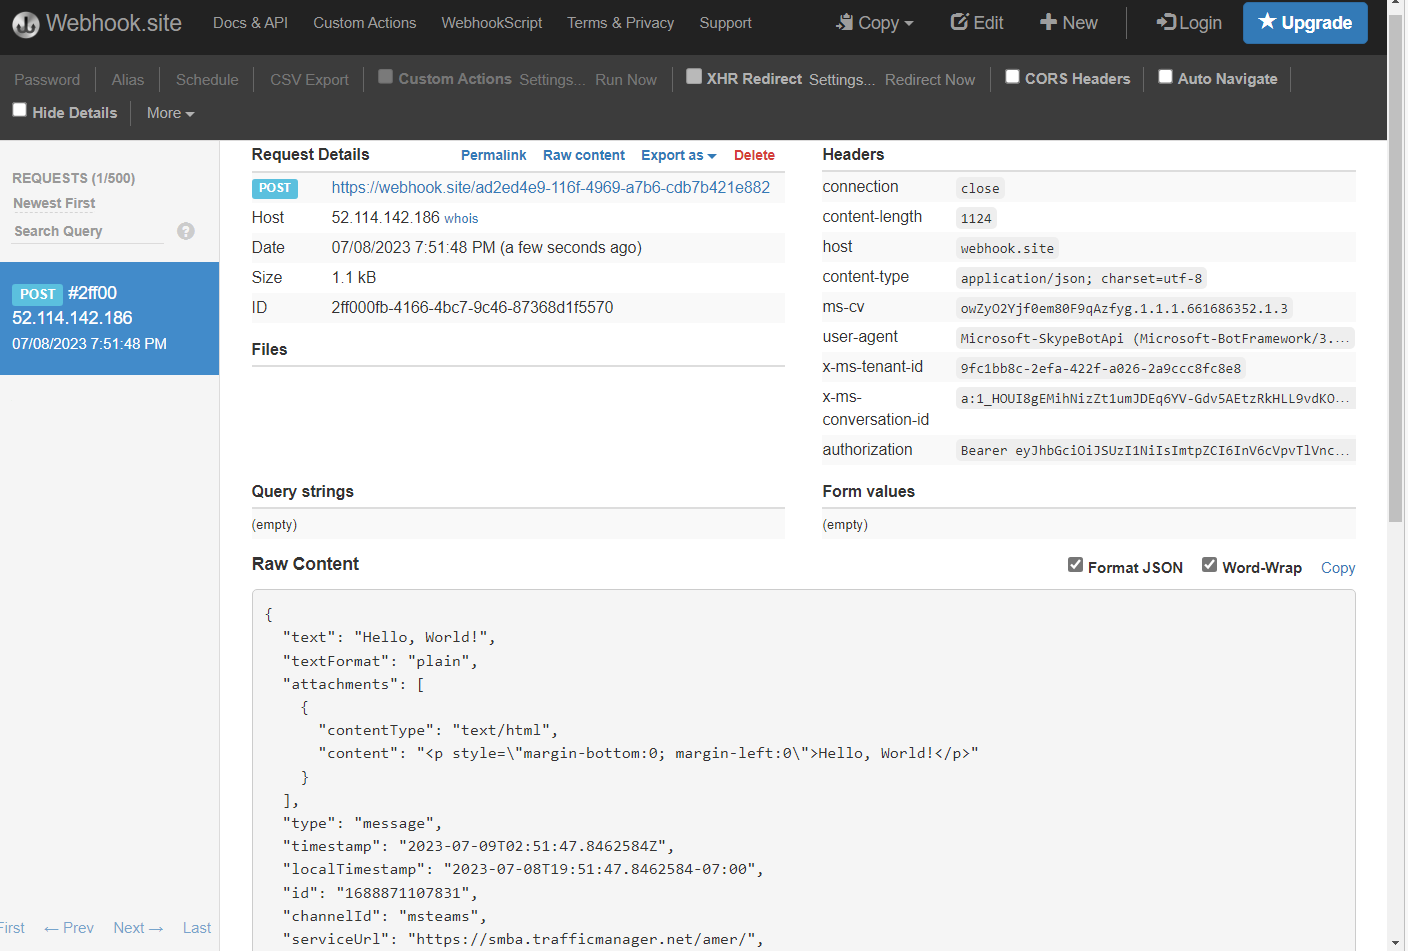 Webhook.site Docs & API Custom Actions WebhookScript Terms & Privacy Support Copy Edit New Login Upgrade
Password Alias Schedule CSV Export Custom Actions Settings... Run Now XHR Redirect Settings... Redirect Now CORS Headers Auto Navigate
Hide Details More
REQUESTS (1/500)
Newest First
Search Query ?
POST #2ff00
52.114.142.186
07/08/2023 7:51:48 PM
First ← Prev Next → Last
Request Details Permalink Raw content Export as Delete
POST https://webhook.site/ad2ed4e9-116f-4969-a7b6-cdb7b421e882
Host 52.114.142.186 whois
Date 07/08/2023 7:51:48 PM (a few seconds ago)
Size 1.1 kB
ID 2ff000fb-4166-4bc7-9c46-87368d1f5570
Files
Headers
connection close
content-length 1124
host webhook.site
content-type application/json; charset=utf-8
ms-cv owZyO2Yjf0em80F9qAzfyg.1.1.1.661686352.1.3
user-agent Microsoft-SkypeBotApi (Microsoft-BotFramework/3....
x-ms-tenant-id 9fc1bb8c-2efa-422f-a026-2a9ccc8fc8e8
x-ms-
conversation-id a:1_HOUI8gEMihNizZt1umJDEq6YV-Gdv5AEtzRkHLL9vdKO...
authorization Bearer eyJhbGciOiJSUzI1NiIsImtpZCI6InV6cVpvTlVnc...
Query strings
(empty)
Form values
(empty)
Raw Content Format JSON Word-Wrap Copy
{
"text": "Hello, World!",
"textFormat": "plain",
"attachments": [
{
"contentType": "text/html",
"content": "<p style=\"margin-bottom:0; margin-left:0\">Hello, World!</p>"
}
],
"type": "message",
"timestamp": "2023-07-09T02:51:47.8462584Z",
"localTimestamp": "2023-07-08T19:51:47.8462584-07:00",
"id": "1688871107831",
"channelId": "msteams",
"serviceUrl": "https://smba.trafficmanager.net/amer/",